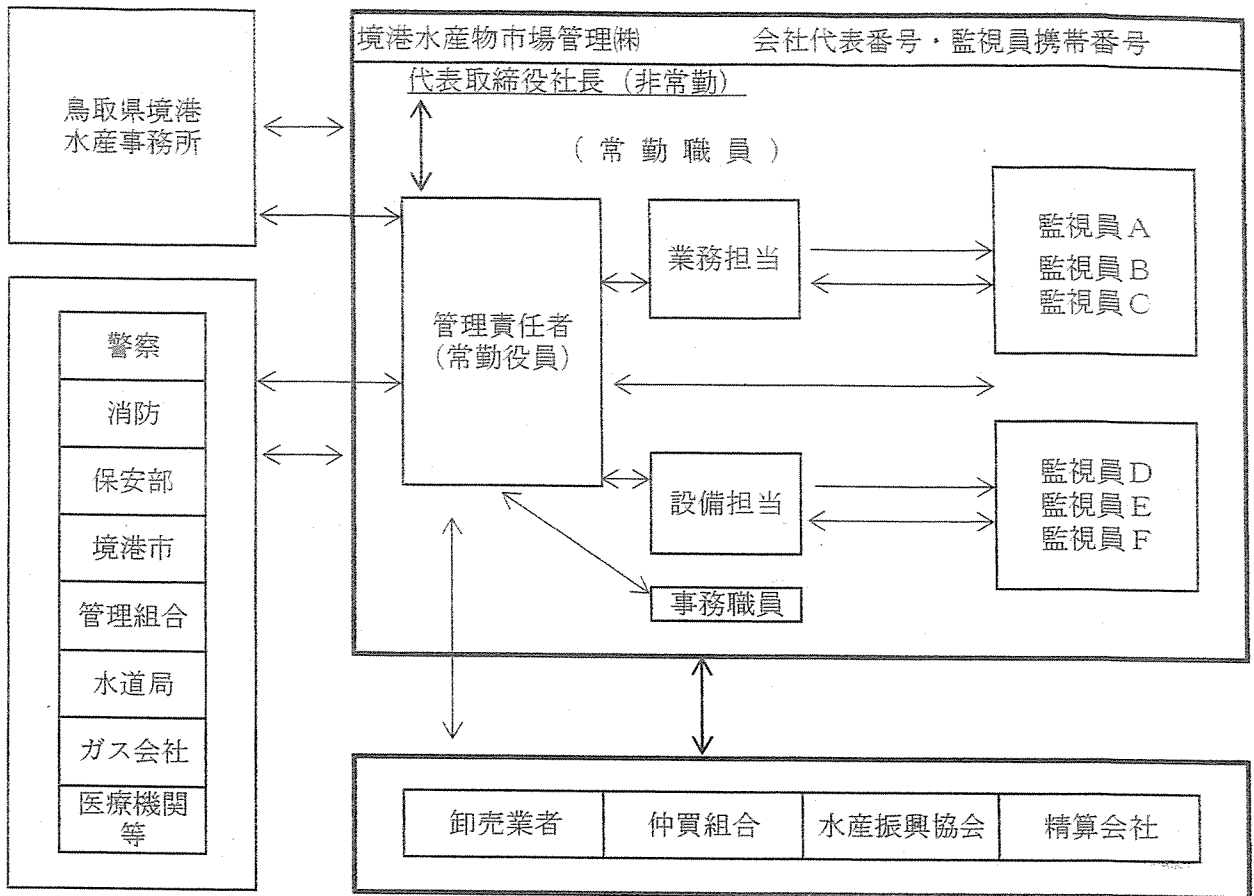 境港水産物市場管理㈱　会社代表番号・監視員携帯番号
代表取締役社長（非常勤）
鳥取県境港
水産事務所
（常勤職員）
管理責任者
(常勤役員)
業務担当
監視員A
監視員B
監視員C
設備担当
監視員D
監視員E
監視員F
事務職員
警察
消防
保安部
境港市
管理組合
水道局
ガス会社
医療機関
等
卸売業者
仲買組合
水産振興協会
精算会社